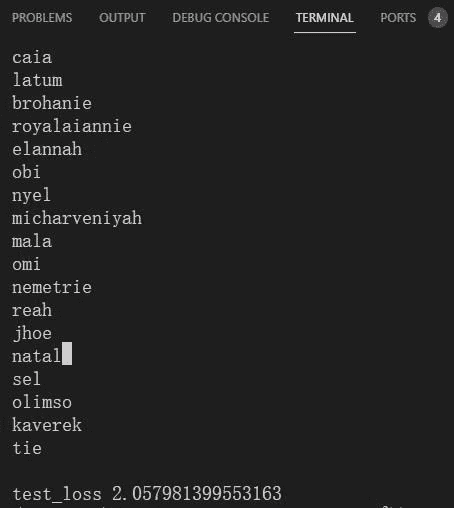 PROBLEMS OUTPUT DEBUG CONSOLE TERMINAL PORTS 4
caia
latum
brohanie
royalaiannie
elannah
obi
nyel
micharveniyah
mala
omi
nemetrie
reah
jhoe
natal
sel
olimso
kaverek
tie
test_loss 2.057981399553163